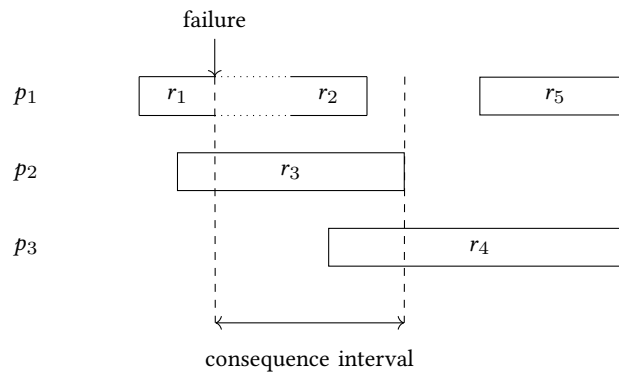 failure
p₁ r₁ r₂ r₅
p₂ r₃
p₃ r₄
consequence interval